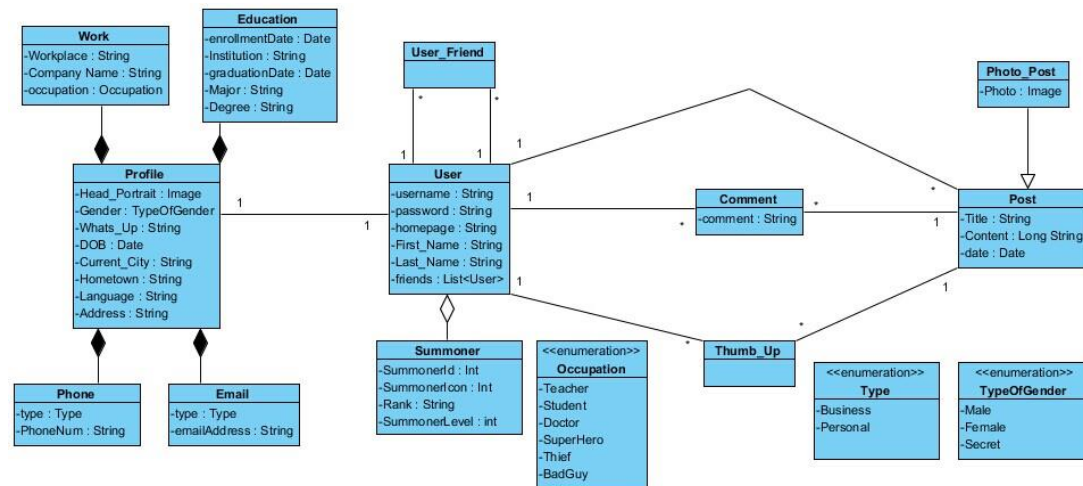 Work
-Workplace : String
-Company Name : String
-occupation : Occupation
Education
-enrollmentDate : Date
-Institution : String
-graduationDate : Date
-Major : String
-Degree : String
User_Friend
*
*
1
1
Photo_Post
-Photo : Image
Profile
-Head_Portrait : Image
-Gender : TypeOfGender
-Whats_Up : String
-DOB : Date
-Current_City : String
-Hometown : String
-Language : String
-Address : String
1
1
User
-username : String
-password : String
-homepage : String
-First_Name : String
-Last_Name : String
-friends : List<User>
1
*
1
*
Comment
-comment : String
*
1
Post
-Title : String
-Content : Long String
-date : Date
1
*
*
1
Phone
-type : Type
-PhoneNum : String
Email
-type : Type
-emailAddress : String
Summoner
-SummonerId : Int
-SummonerIcon : Int
-Rank : String
-SummonerLevel : int
<<enumeration>>
Occupation
-Teacher
-Student
-Doctor
-SuperHero
-Thief
-BadGuy
Thumb_Up
<<enumeration>>
Type
-Business
-Personal
<<enumeration>>
TypeOfGender
-Male
-Female
-Secret